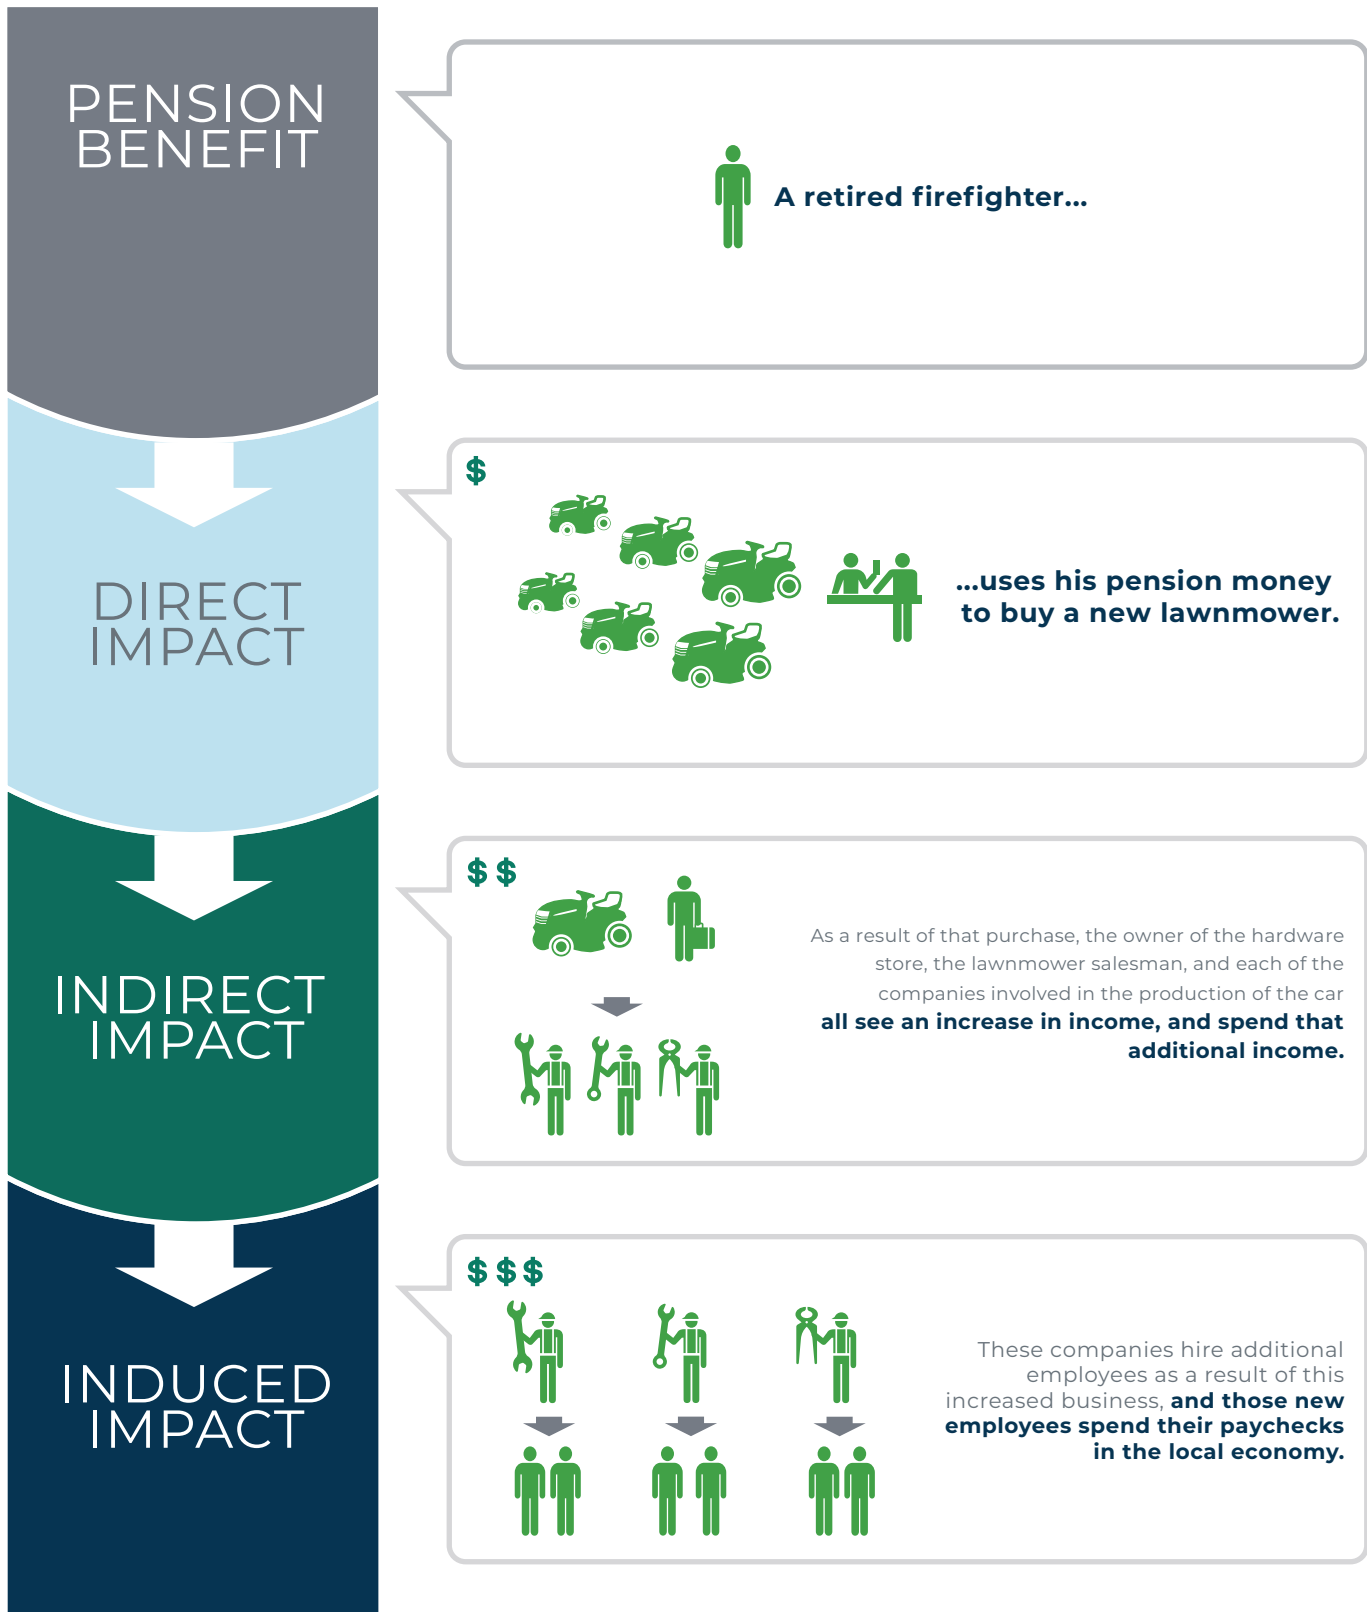 PENSION
BENEFIT
A retired firefighter...
DIRECT
IMPACT
$
...uses his pension money
to buy a new lawnmower.
INDIRECT
IMPACT
$ $
As a result of that purchase, the owner of the hardware
store, the lawnmower salesman, and each of the
companies involved in the production of the car
all see an increase in income, and spend that
additional income.
INDUCED
IMPACT
$ $ $
These companies hire additional
employees as a result of this
increased business, and those new
employees spend their paychecks
in the local economy.